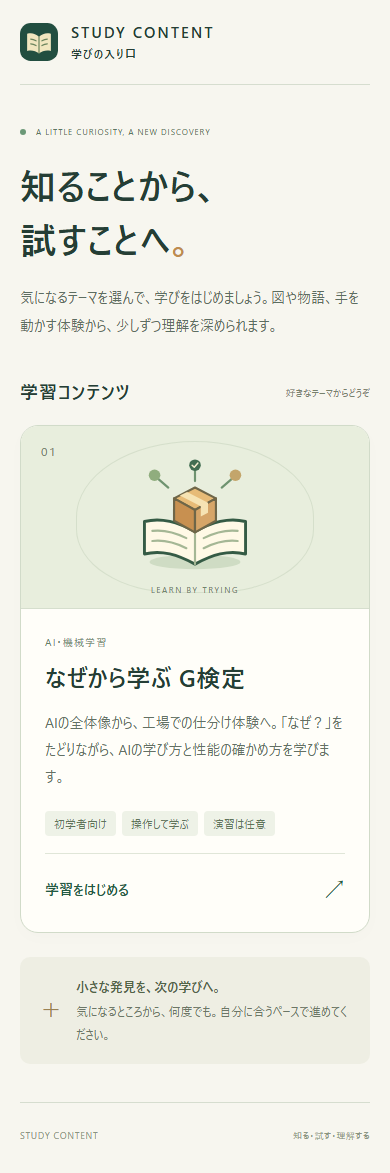 STUDY CONTENT
学びの入り口
A LITTLE CURIOSITY, A NEW DISCOVERY
知ることから、
試すことへ。
気になるテーマを選んで、学びをはじめましょう。図や物語、手を
動かす体験から、少しずつ理解を深められます。
学習コンテンツ
好きなテーマからどうぞ
01
LEARN BY TRYING
AI・機械学習
なぜから学ぶ G検定
AIの全体像から、工場での仕分け体験へ。「なぜ？」を
たどりながら、AIの学び方と性能の確かめ方を学びま
す。
初学者向け
操作して学ぶ
演習は任意
学習をはじめる
小さな発見を、次の学びへ。
気になるところから、何度でも。自分に合うペースで進めてく
ださい。
STUDY CONTENT
知る・試す・理解する